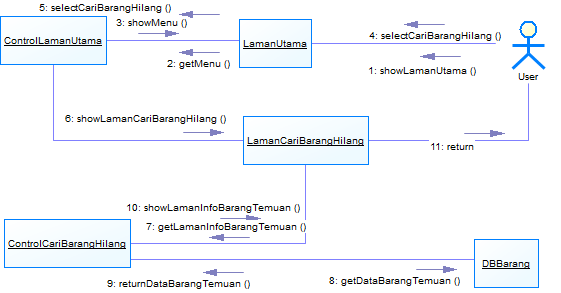 5: selectCariBarangHilang ()
3: showMenu ()
ControlLamanUtama
LamanUtama
2: getMenu ()
4: selectCariBarangHilang ()
1: showLamanUtama ()
User
6: showLamanCariBarangHilang ()
LamanCariBarangHilang
11: return
10: showLamanInfoBarangTemuan ()
7: getLamanInfoBarangTemuan ()
ControlCariBarangHilang
DBBarang
9: returnDataBarangTemuan ()
8: getDataBarangTemuan ()